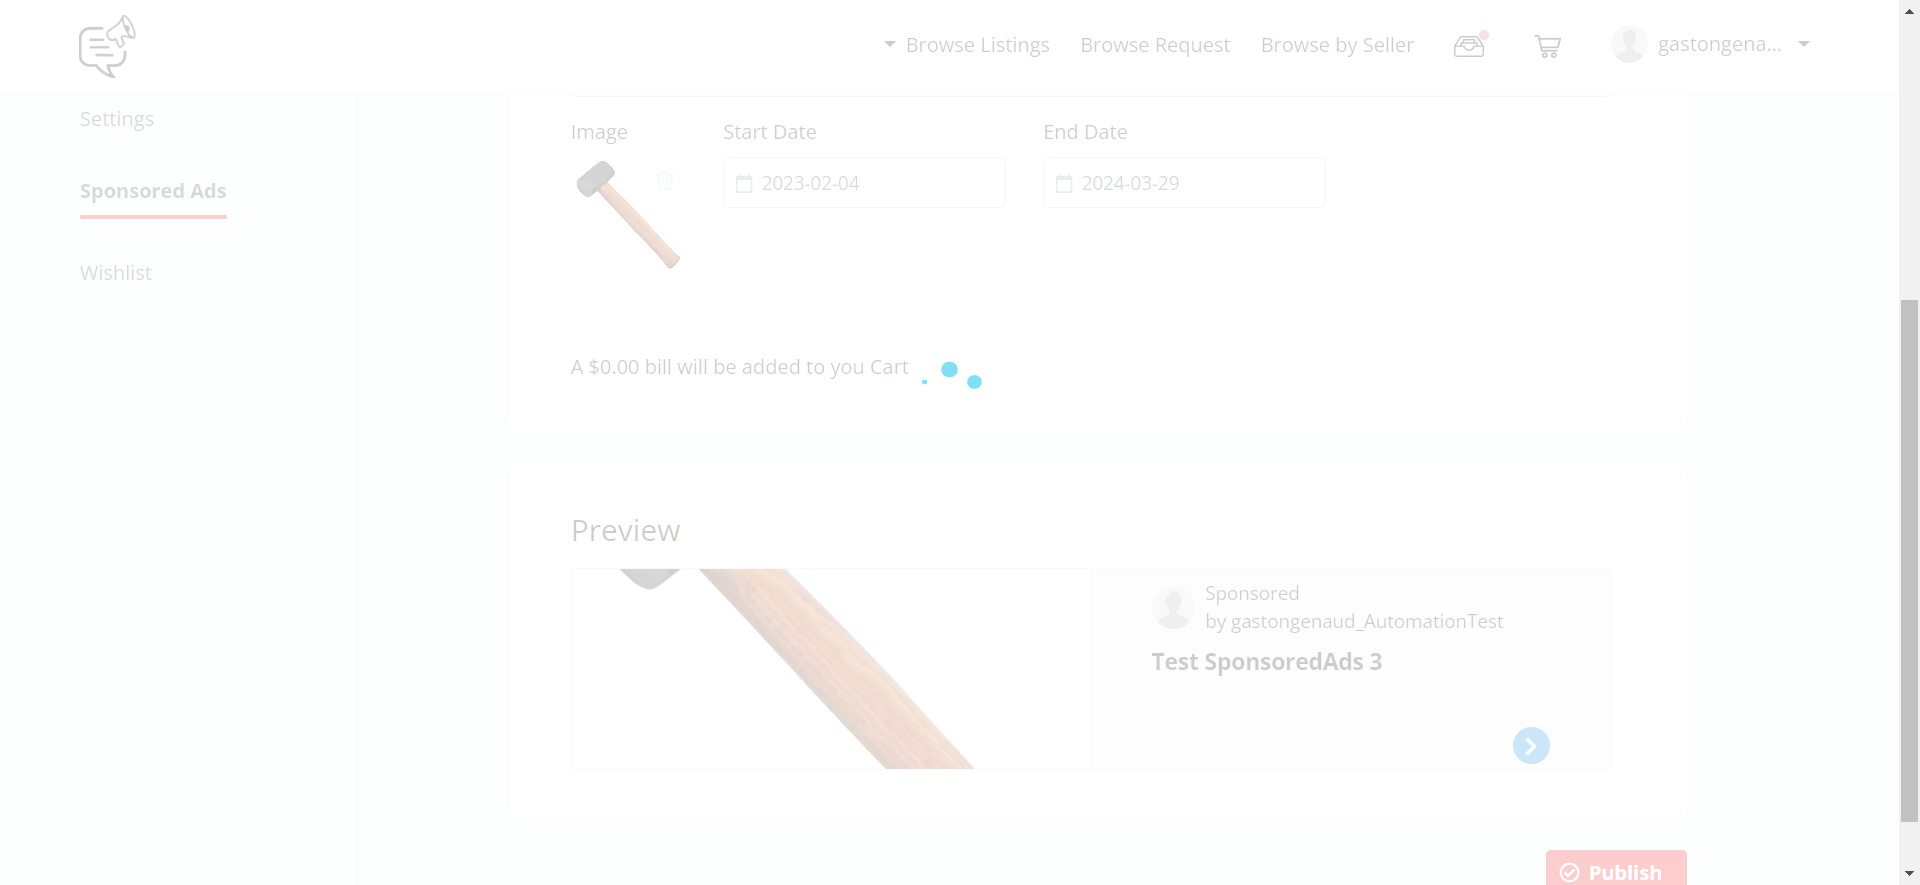 Browse Listings Browse Request Browse by Seller gastongena...
Settings
Sponsored Ads
Wishlist
Image Start Date End Date
2023-02-04 2024-03-29
A $0.00 bill will be added to you Cart
Preview
Sponsored
by gastongenaud_AutomationTest
Test SponsoredAds 3
Publish